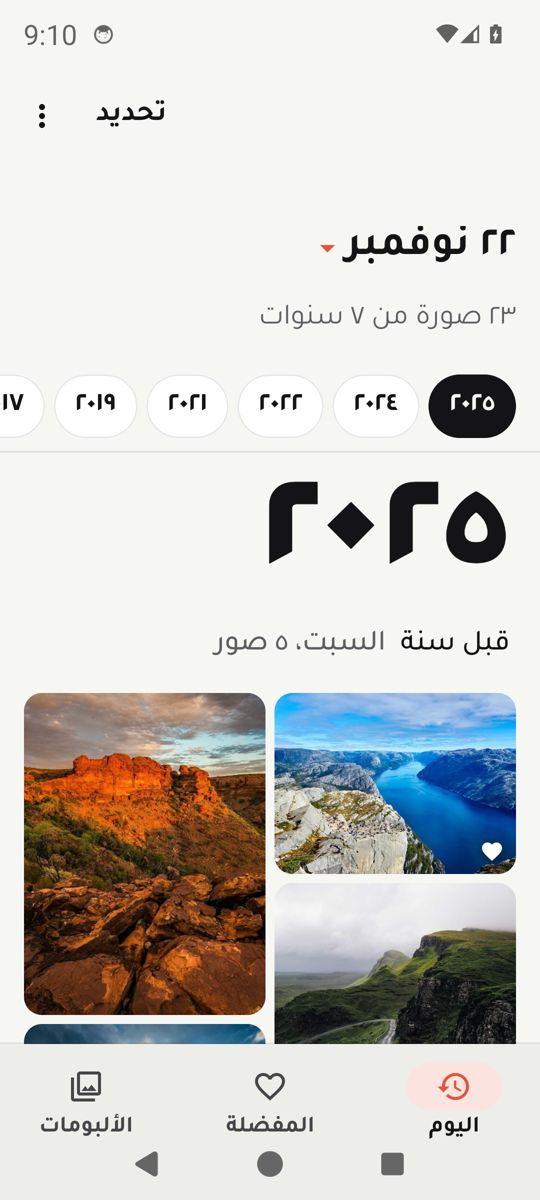 9:10
تحديد
٢٢ نوفمبر
٢٣ صورة من ٧ سنوات
٢٠٢٥
٢٠٢٤
٢٠٢٢
٢٠٢١
٢٠١٩
١٧
٢٠٢٥
قبل سنة السبت، ٥ صور
اليوم
المفضلة
الألبومات